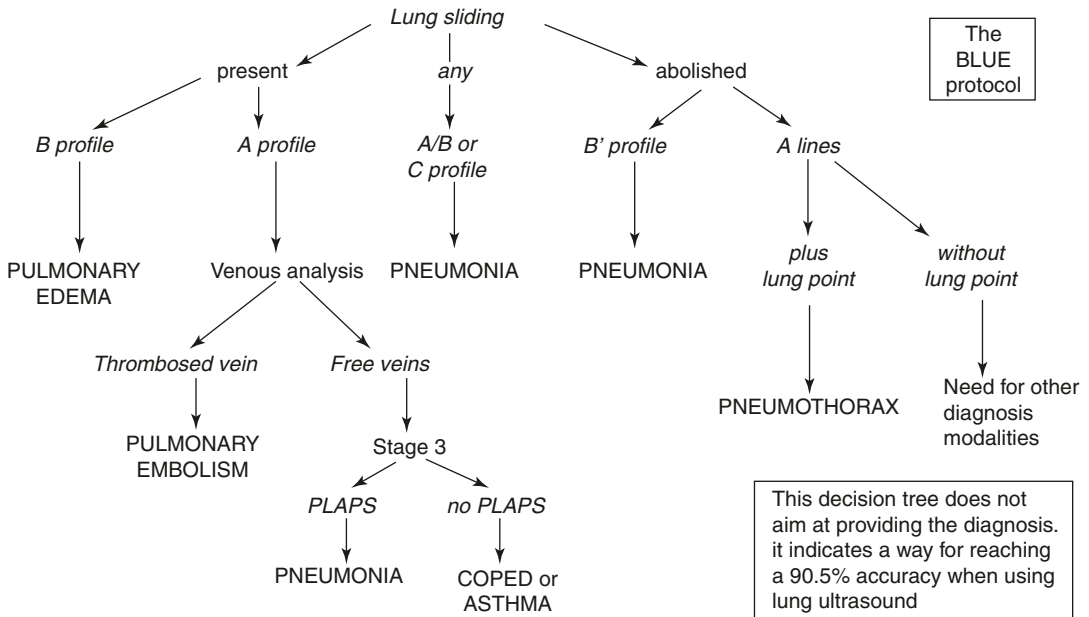 Lung sliding
The
BLUE
protocol
present
any
abolished
B profile
A profile
A/B or
C profile
B' profile
A lines
PULMONARY
EDEMA
Venous analysis
PNEUMONIA
PNEUMONIA
plus
lung point
without
lung point
Thrombosed vein
Free veins
PULMONARY
EMBOLISM
Stage 3
PNEUMOTHORAX
Need for other
diagnosis
modalities
PLAPS
no PLAPS
PNEUMONIA
COPED or
ASTHMA
This decision tree does not
aim at providing the diagnosis.
it indicates a way for reaching
a 90.5% accuracy when using
lung ultrasound